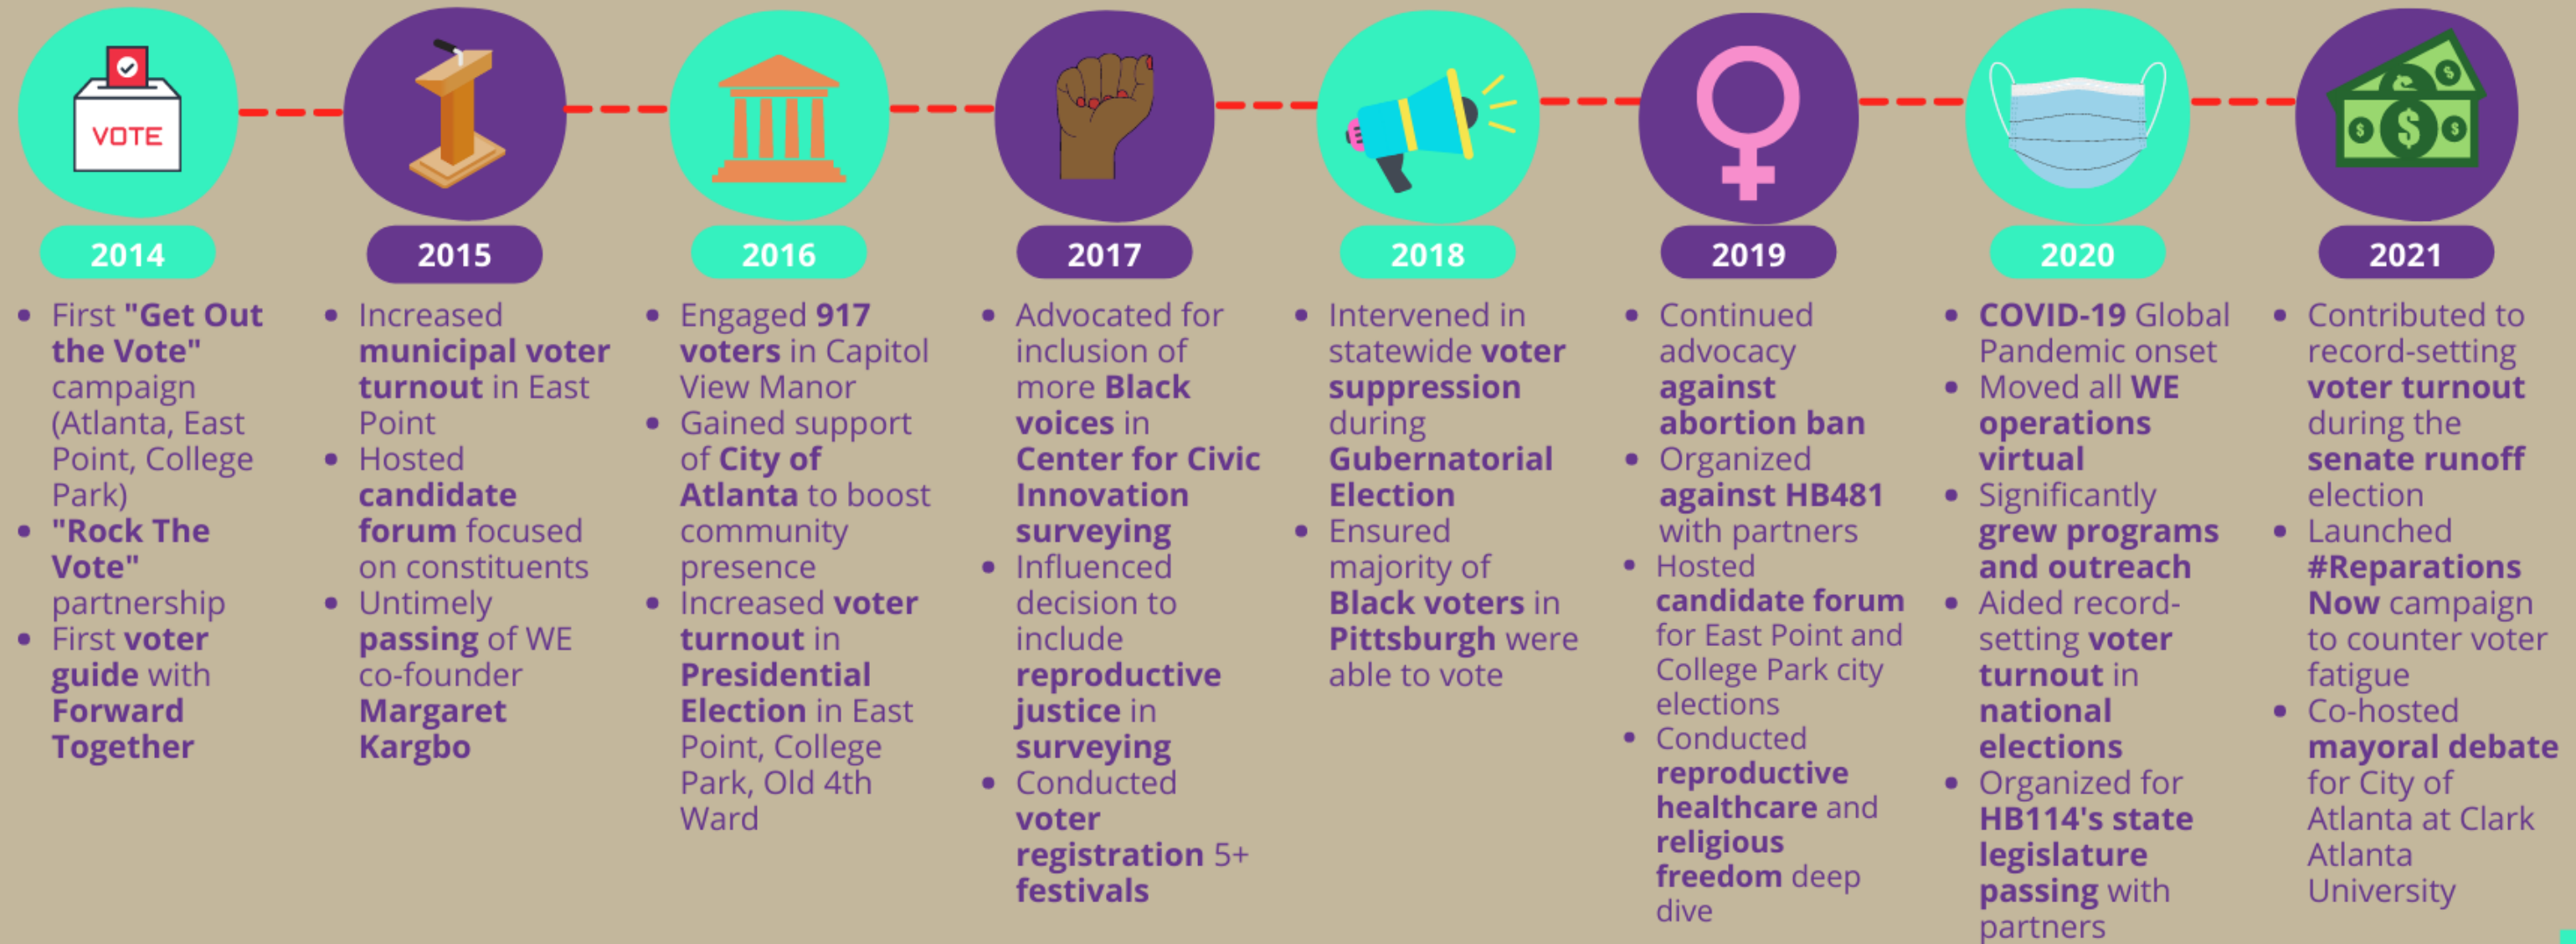 VOTE
2014
First "Get Out
the Vote"
campaign
(Atlanta, East
Point, College
Park)
"Rock The
Vote"
partnership
First voter
guide with
Forward
Together
2015
Increased
municipal voter
turnout in East
Point
Hosted
candidate
forum focused
on constituents
Untimely
passing of WE
co-founder
Margaret
Kargbo
2016
Engaged 917
voters in Capitol
View Manor
Gained support
of City of
Atlanta to boost
community
presence
Increased voter
turnout in
Presidential
Election in East
Point, College
Park, Old 4th
Ward
2017
Advocated for
inclusion of
more Black
voices in
Center for Civic
Innovation
surveying
Influenced
decision to
include
reproductive
justice in
surveying
Conducted
voter
registration 5+
festivals
2018
Intervened in
statewide voter
suppression
during
Gubernatorial
Election
Ensured
majority of
Black voters in
Pittsburgh were
able to vote
2019
Continued
advocacy
against
abortion ban
Organized
against HB481
with partners
Hosted
candidate forum
for East Point and
College Park city
elections
Conducted
reproductive
healthcare and
religious
freedom deep
dive
2020
COVID-19 Global
Pandemic onset
Moved all WE
operations
virtual
Significantly
grew programs
and outreach
Aided record-
setting voter
turnout in
national
elections
Organized for
HB114's state
legislature
passing with
partners
$ $ $ $
2021
Contributed to
record-setting
voter turnout
during the
senate runoff
election
Launched
#Reparations
Now campaign
to counter voter
fatigue
Co-hosted
mayoral debate
for City of
Atlanta at Clark
Atlanta
University